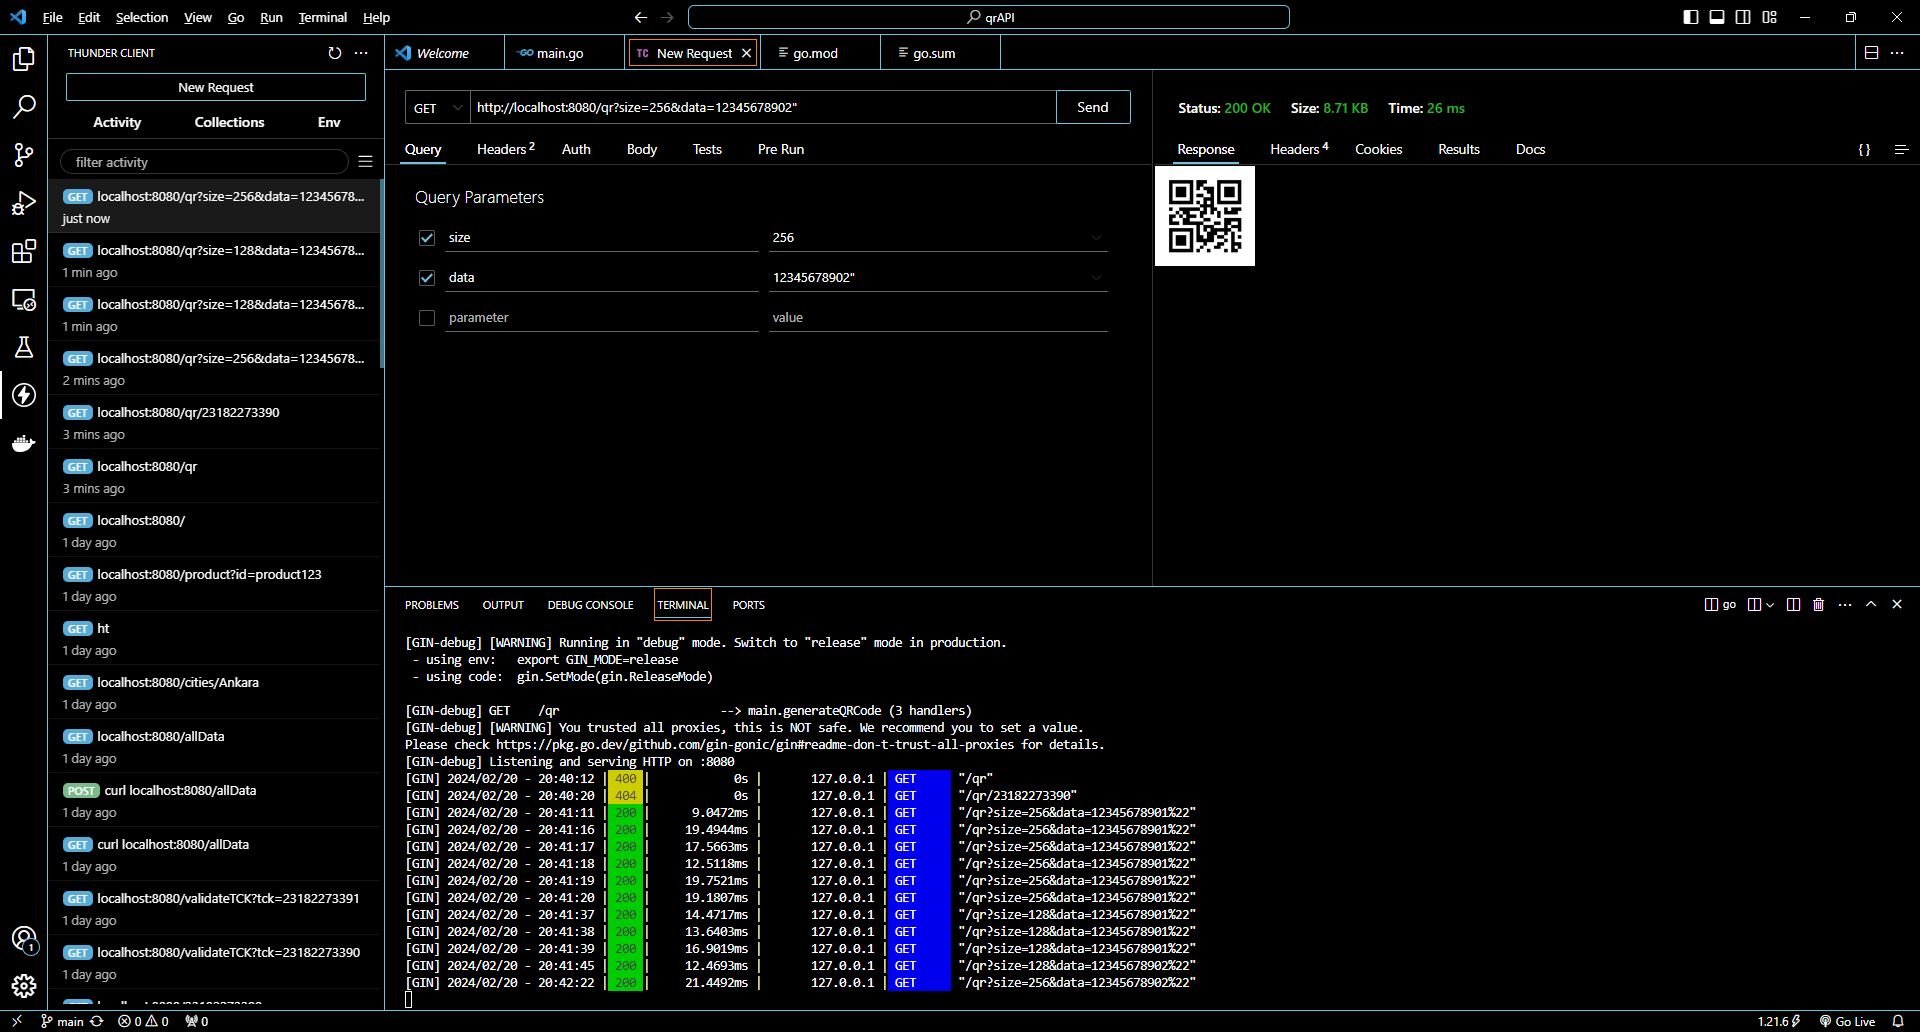 File Edit Selection View Go Run Terminal Help
qrAPI
THUNDER CLIENT
New Request
Activity Collections Env
filter activity
GET localhost:8080/qr?size=256&data=12345678...
just now
GET localhost:8080/qr?size=128&data=12345678...
1 min ago
GET localhost:8080/qr?size=128&data=12345678...
1 min ago
GET localhost:8080/qr?size=256&data=12345678...
2 mins ago
GET localhost:8080/qr/23182273390
3 mins ago
GET localhost:8080/qr
3 mins ago
GET localhost:8080/
1 day ago
GET localhost:8080/product?id=product123
1 day ago
GET ht
1 day ago
GET localhost:8080/cities/Ankara
1 day ago
GET localhost:8080/allData
1 day ago
POST curl localhost:8080/allData
1 day ago
GET curl localhost:8080/allData
1 day ago
GET localhost:8080/validateTCK?tck=23182273391
1 day ago
GET localhost:8080/validateTCK?tck=23182273390
1 day ago
Welcome main.go TC New Request go.mod go.sum
GET http://localhost:8080/qr?size=256&data=12345678902" Send
Query Headers 2 Auth Body Tests Pre Run
Query Parameters
size 256
data 12345678902"
parameter value
Status: 200 OK Size: 8.71 KB Time: 26 ms
Response Headers 4 Cookies Results Docs {}
PROBLEMS OUTPUT DEBUG CONSOLE TERMINAL PORTS
go
[GIN-debug] [WARNING] Running in "debug" mode. Switch to "release" mode in production.
- using env: export GIN_MODE=release
- using code: gin.SetMode(gin.ReleaseMode)
[GIN-debug] GET /qr --> main.generateQRCode (3 handlers)
[GIN-debug] [WARNING] You trusted all proxies, this is NOT safe. We recommend you to set a value.
Please check https://pkg.go.dev/github.com/gin-gonic/gin#readme-don-t-trust-all-proxies for details.
[GIN-debug] Listening and serving HTTP on :8080
[GIN] 2024/02/20 - 20:40:12 | 400 | 0s | 127.0.0.1 | GET "/qr"
[GIN] 2024/02/20 - 20:40:20 | 404 | 0s | 127.0.0.1 | GET "/qr/23182273390"
[GIN] 2024/02/20 - 20:41:11 | 200 | 9.0472ms | 127.0.0.1 | GET "/qr?size=256&data=12345678901%22"
[GIN] 2024/02/20 - 20:41:16 | 200 | 19.4944ms | 127.0.0.1 | GET "/qr?size=256&data=12345678901%22"
[GIN] 2024/02/20 - 20:41:17 | 200 | 17.5663ms | 127.0.0.1 | GET "/qr?size=256&data=12345678901%22"
[GIN] 2024/02/20 - 20:41:18 | 200 | 12.5118ms | 127.0.0.1 | GET "/qr?size=256&data=12345678901%22"
[GIN] 2024/02/20 - 20:41:19 | 200 | 19.7521ms | 127.0.0.1 | GET "/qr?size=256&data=12345678901%22"
[GIN] 2024/02/20 - 20:41:20 | 200 | 19.1807ms | 127.0.0.1 | GET "/qr?size=256&data=12345678901%22"
[GIN] 2024/02/20 - 20:41:37 | 200 | 14.4717ms | 127.0.0.1 | GET "/qr?size=128&data=12345678901%22"
[GIN] 2024/02/20 - 20:41:38 | 200 | 13.6403ms | 127.0.0.1 | GET "/qr?size=128&data=12345678901%22"
[GIN] 2024/02/20 - 20:41:39 | 200 | 16.9019ms | 127.0.0.1 | GET "/qr?size=128&data=12345678901%22"
[GIN] 2024/02/20 - 20:41:45 | 200 | 12.4693ms | 127.0.0.1 | GET "/qr?size=128&data=12345678902%22"
[GIN] 2024/02/20 - 20:42:22 | 200 | 21.4492ms | 127.0.0.1 | GET "/qr?size=256&data=12345678902%22"
1
main 0 0 0 1.21.6 Go Live